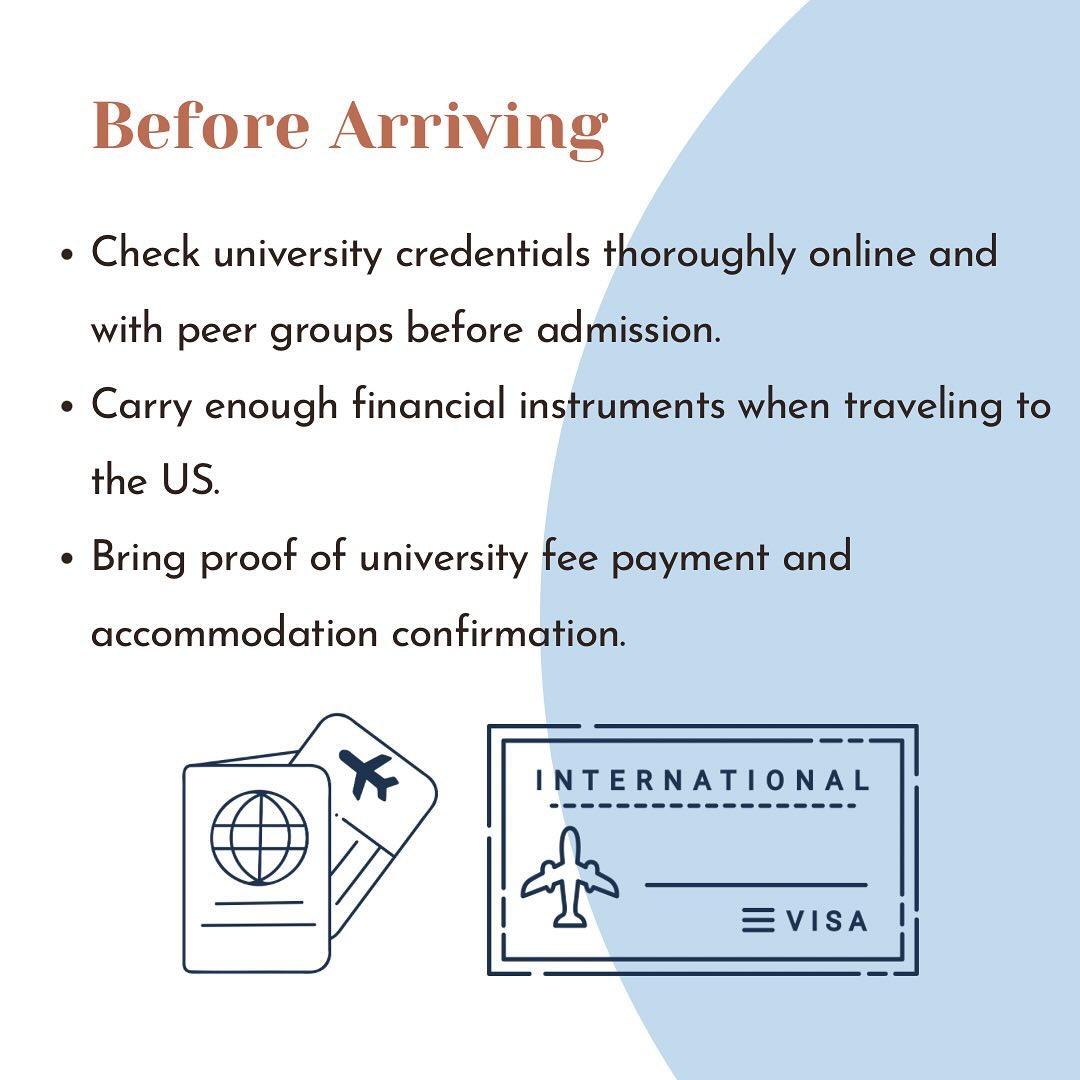 Before Arriving
• Check university credentials thoroughly online and
with peer groups before admission.
• Carry enough financial instruments when traveling to
the US.
• Bring proof of university fee payment and
accommodation confirmation.
INTERNATIONAL
VISA